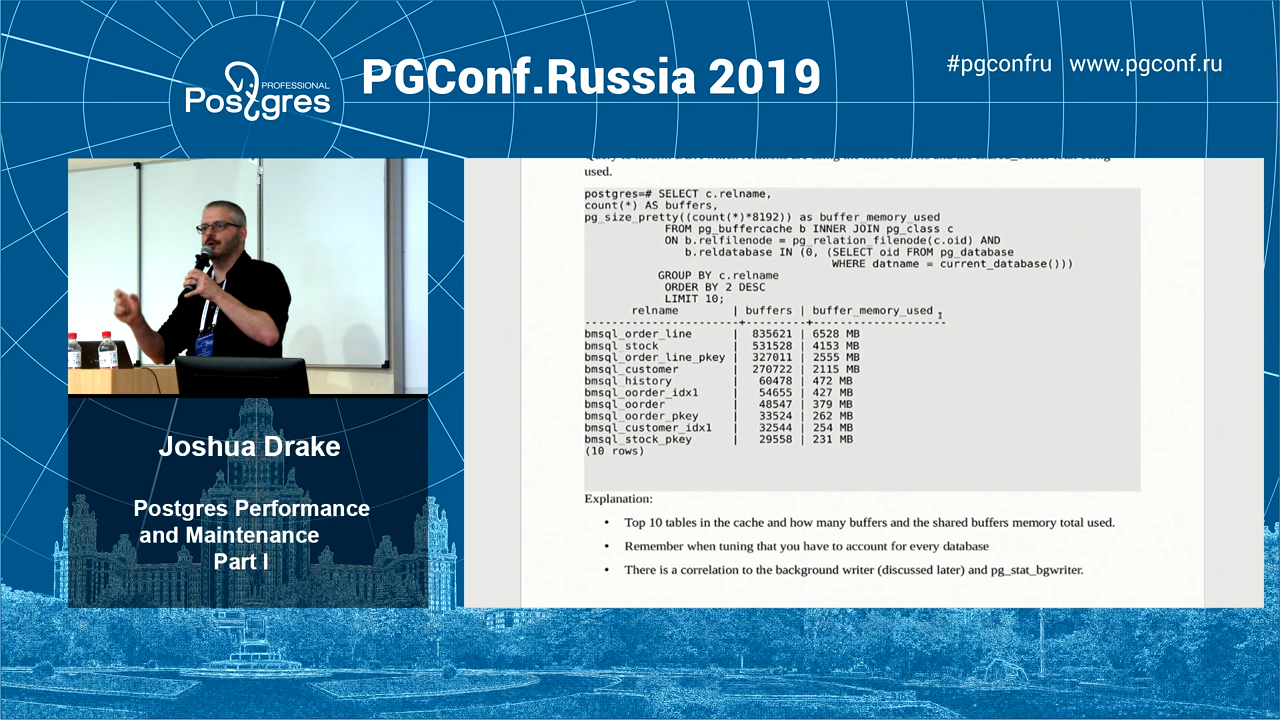 PROFESSIONAL
Postgres
PGConf.Russia 2019
#pgconfru www.pgconf.ru
used.
postgres=# SELECT c.relname,
count(*) AS buffers,
pg_size_pretty((count(*)*8192)) as buffer_memory_used
FROM pg_buffercache b INNER JOIN pg_class c
ON b.relfilenode = pg_relation_filenode(c.oid) AND
b.reldatabase IN (0, (SELECT oid FROM pg_database
WHERE datname = current_database()))
GROUP BY c.relname
ORDER BY 2 DESC
LIMIT 10;
relname | buffers | buffer_memory_used
----------------------+---------+--------------------
bmsql_order_line | 835621 | 6528 MB
bmsql_stock | 531528 | 4153 MB
bmsql_order_line_pkey | 327011 | 2555 MB
bmsql_customer | 270722 | 2115 MB
bmsql_history | 60478 | 472 MB
bmsql_oorder_idx1 | 54655 | 427 MB
bmsql_oorder | 48547 | 379 MB
bmsql_oorder_pkey | 33524 | 262 MB
bmsql_customer_idx1 | 32544 | 254 MB
bmsql_stock_pkey | 29558 | 231 MB
(10 rows)
Explanation:
• Top 10 tables in the cache and how many buffers and the shared buffers memory total used.
• Remember when tuning that you have to account for every database
• There is a correlation to the background writer (discussed later) and pg_stat_bgwriter.
Joshua Drake
Postgres Performance
and Maintenance
Part I